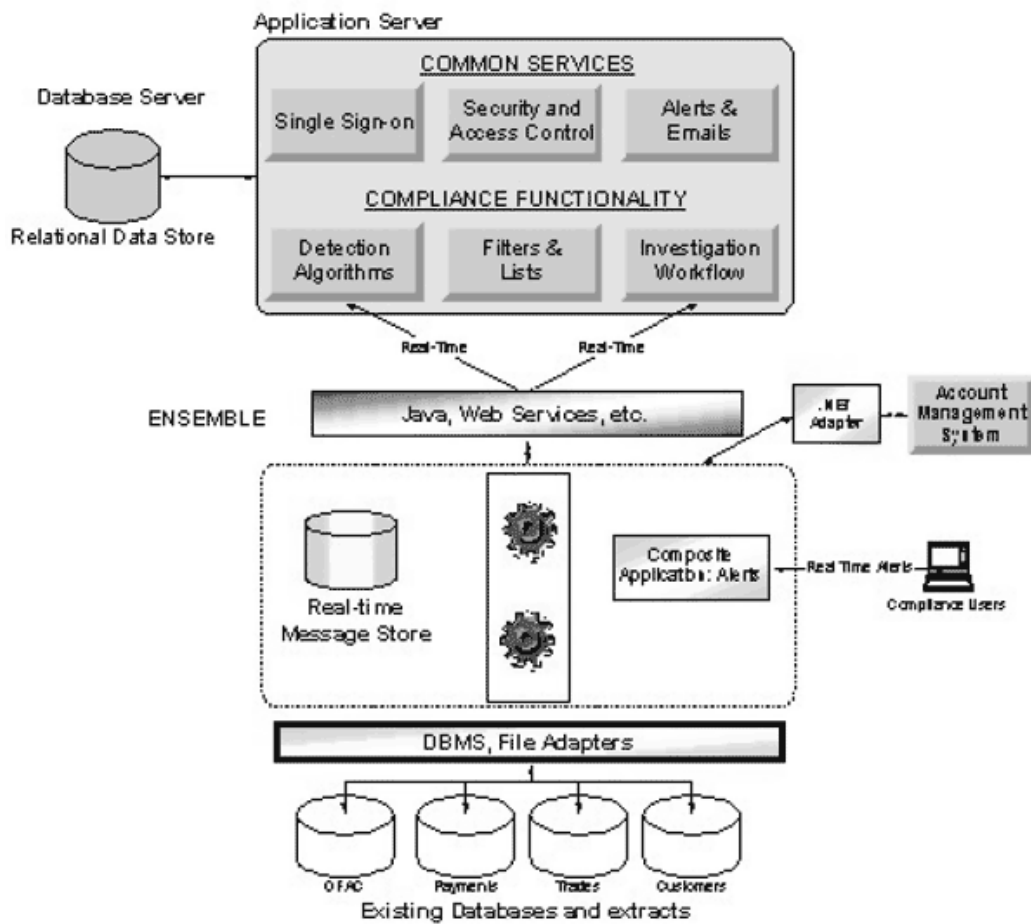 Application Server
COMMON SERVICES
Database Server
Single Sign-on
Security and
Access Control
Alerts &
Emails
COMPLIANCE FUNCTIONALITY
Relational Data Store
Detection
Algorithms
Filters &
Lists
Investigation
Workflow
Real-Time
Real-Time
ENSEMBLE
Java, Web Services, etc.
.NET
Adapter
Account
Management
System
Composite
Application: Alerts
Real Time Alerts
Compliance Users
Real-time
Message Store
DBMS, File Adapters
OFAC
Payments
Trades
Customers
Existing Databases and extracts